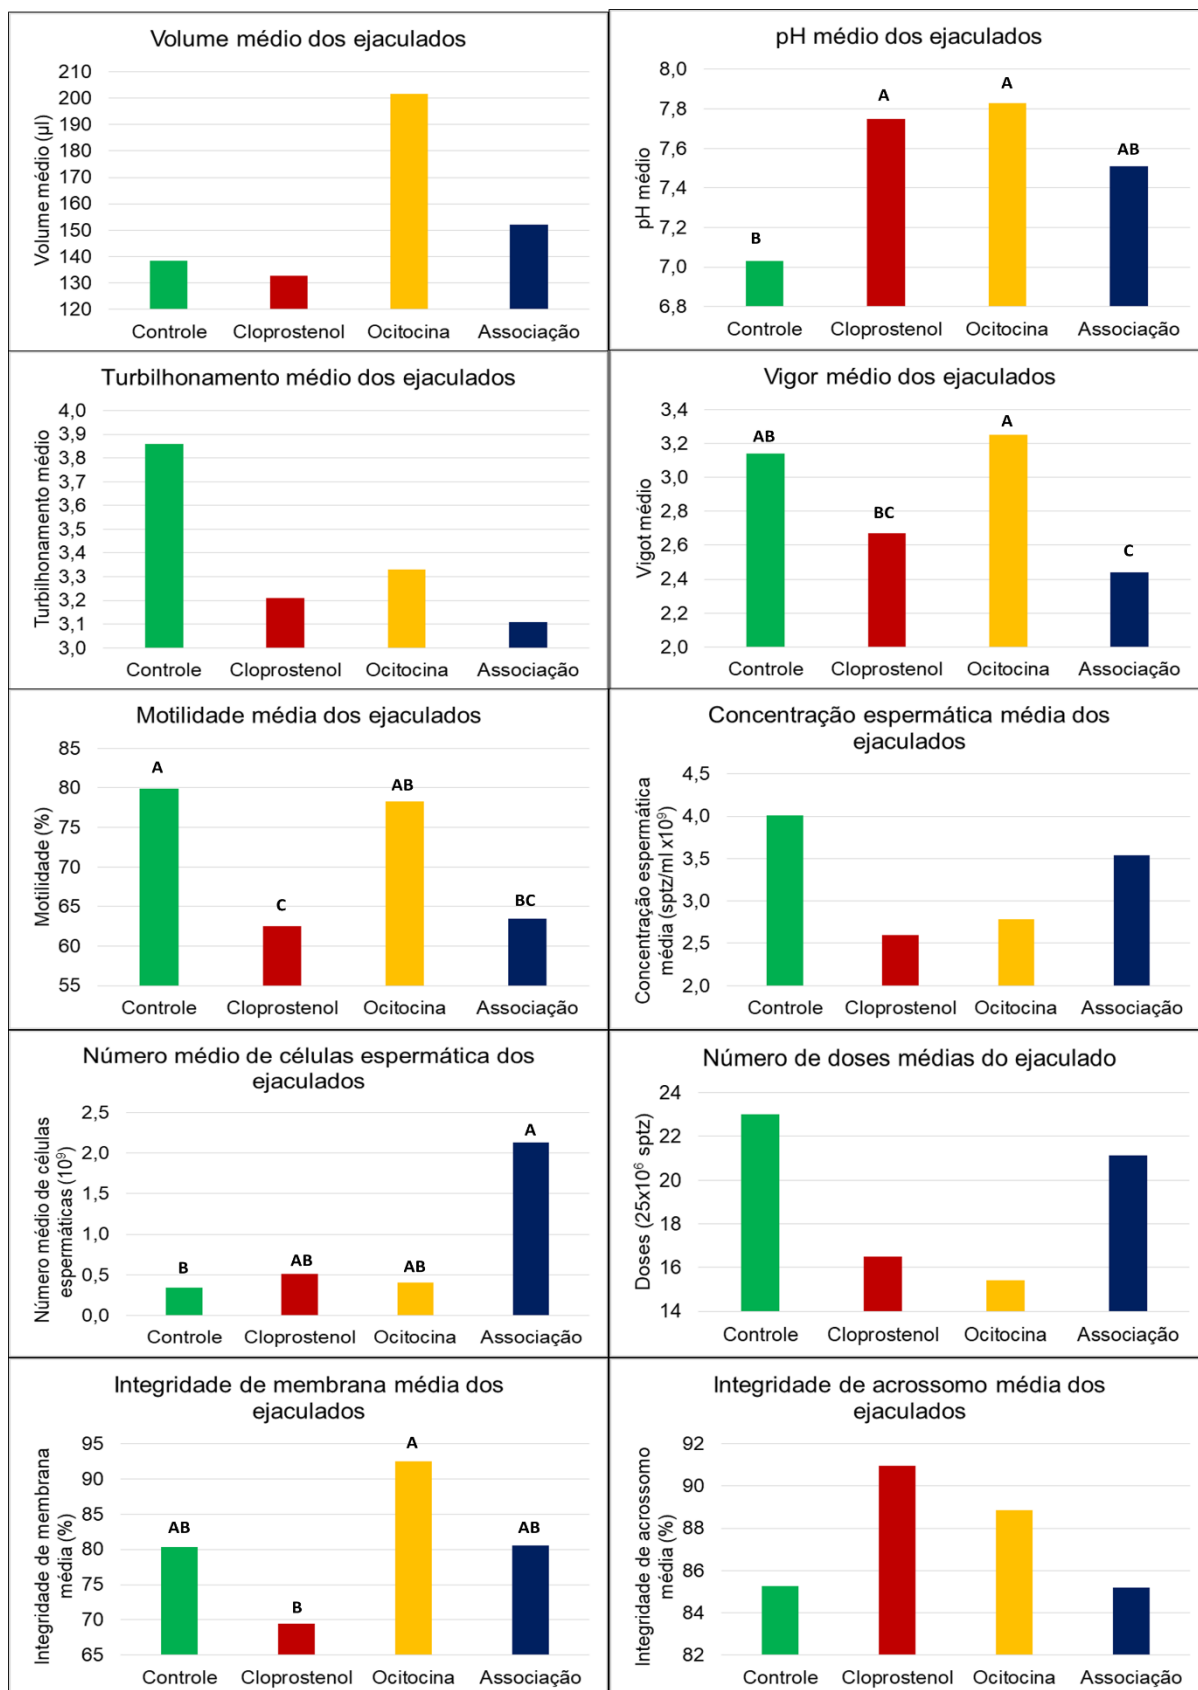 Volume médio dos ejaculados
Volume médio (µl)
210
200
190
180
170
160
150
140
130
120
Controle Cloprostenol Ocitocina Associação
pH médio dos ejaculados
pH médio
8,0
7,8
7,6
7,4
7,2
7,0
6,8
B
A
A
AB
Controle Cloprostenol Ocitocina Associação
Turbilhonamento médio dos ejaculados
Turbilhonamento médio
4,0
3,9
3,8
3,7
3,6
3,5
3,4
3,3
3,2
3,1
3,0
Controle Cloprostenol Ocitocina Associação
Vigor médio dos ejaculados
Vigot médio
3,4
3,2
3,0
2,8
2,6
2,4
2,2
2,0
AB
BC
A
C
Controle Cloprostenol Ocitocina Associação
Motilidade média dos ejaculados
Motilidade (%)
85
80
75
70
65
60
55
A
C
AB
BC
Controle Cloprostenol Ocitocina Associação
Concentração espermática média dos
ejaculados
Concentração espermática
média (sptz/ml x10⁹)
4,5
4,0
3,5
3,0
2,5
2,0
Controle Cloprostenol Ocitocina Associação
Número médio de células espermática dos
ejaculados
Número médio de células
espermáticas (10⁹)
2,5
2,0
1,5
1,0
0,5
0,0
B
AB
AB
A
Controle Cloprostenol Ocitocina Associação
Número de doses médias do ejaculado
Doses (25x10⁶ sptz)
24
22
20
18
16
14
Controle Cloprostenol Ocitocina Associação
Integridade de membrana média dos
ejaculados
Integridade de membrana
média (%)
95
90
85
80
75
70
65
AB
B
A
AB
Controle Cloprostenol Ocitocina Associação
Integridade de acrossomo média dos
ejaculados
Integridade de acrossomo
média (%)
92
90
88
86
84
82
Controle Cloprostenol Ocitocina Associação